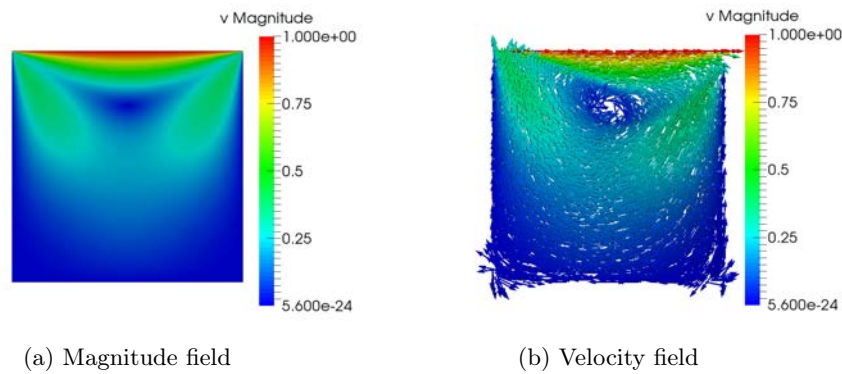 v Magnitude
1.000e+00
0.75
0.5
0.25
5.600e-24
v Magnitude
1.000e+00
0.75
0.5
0.25
5.600e-24
(a) Magnitude field
(b) Velocity field